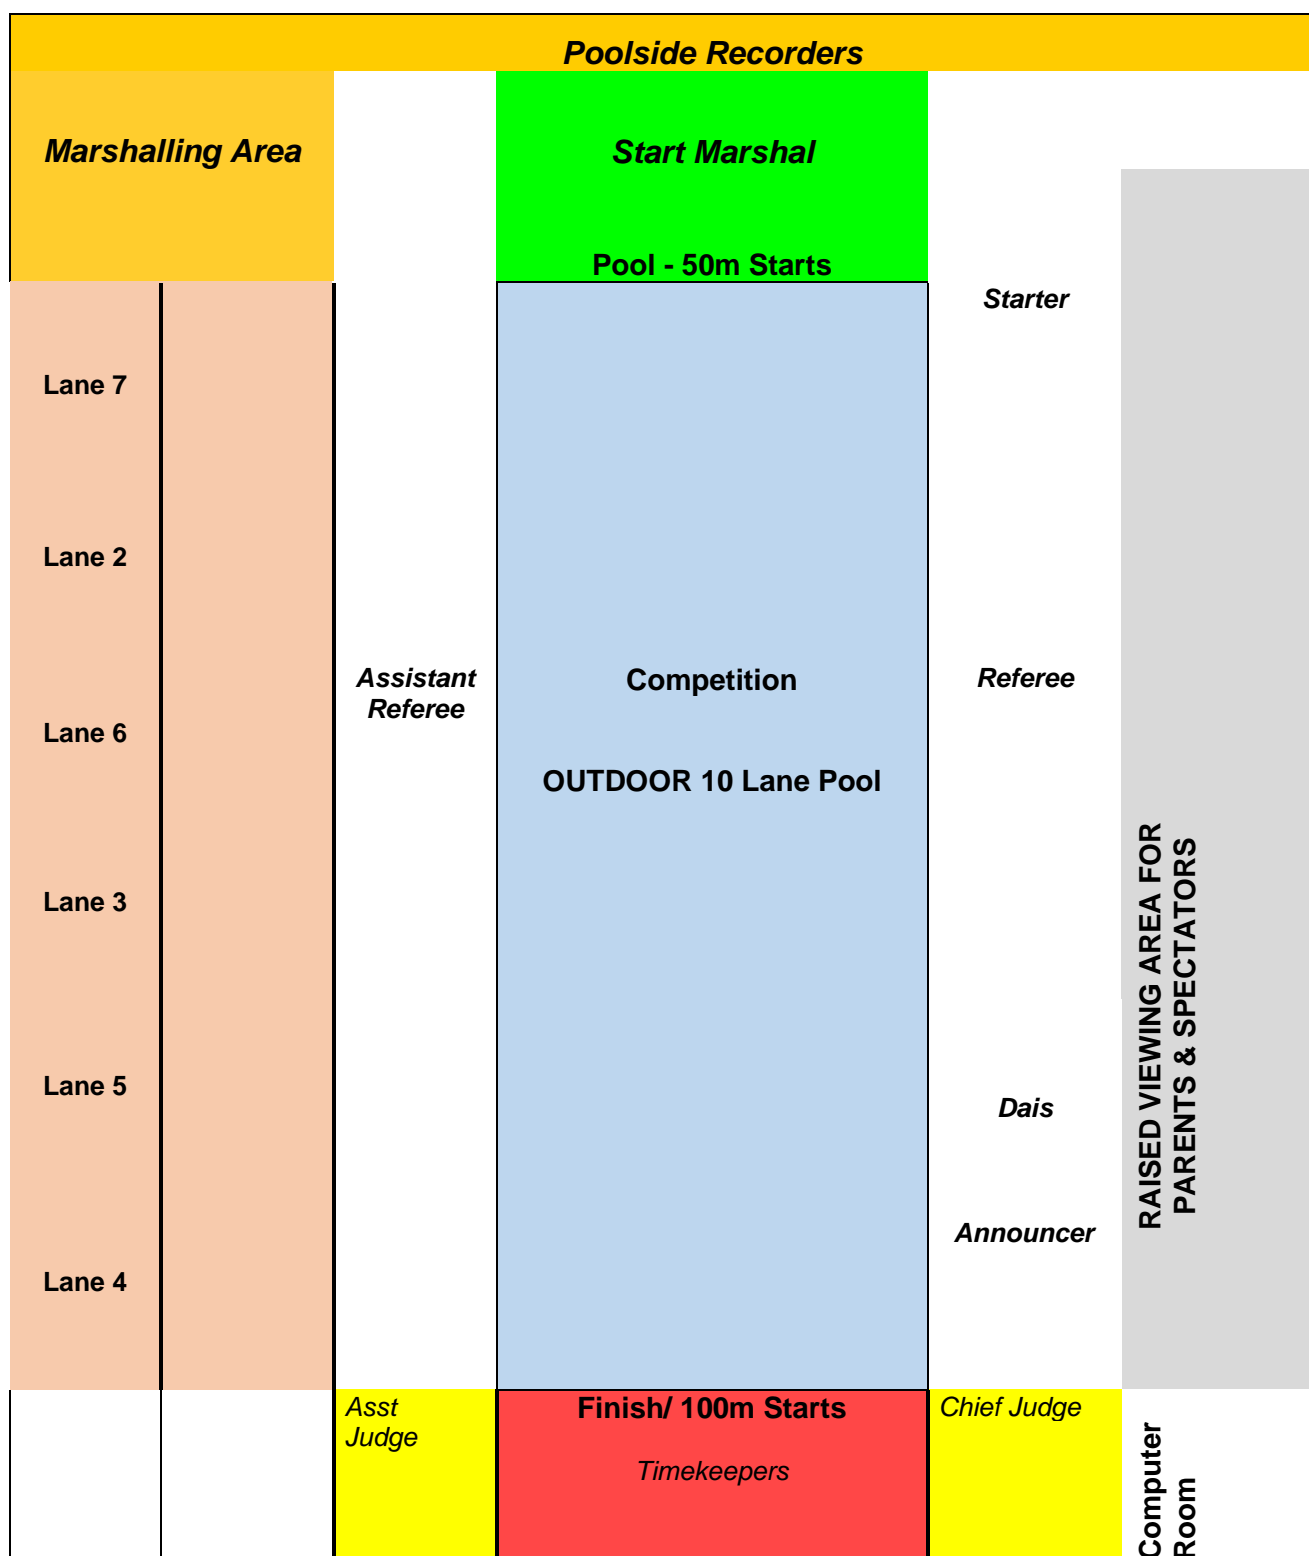 Poolside Recorders
Marshalling Area
Start Marshal
Pool - 50m Starts
Starter
Lane 7
Lane 2
Assistant
Referee
Competition
Referee
Lane 6
OUTDOOR 10 Lane Pool
Lane 3
RAISED VIEWING AREA FOR
PARENTS & SPECTATORS
Lane 5
Dais
Announcer
Lane 4
Asst
Judge
Finish/ 100m Starts
Timekeepers
Chief Judge
Computer
Room